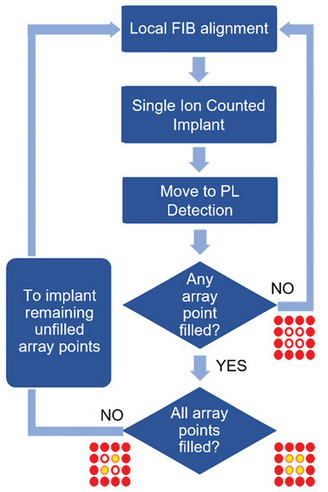 Local FIB alignment
Single Ion Counted
Implant
Move to PL
Detection
Any
array
point
filled?
NO
To implant
remaining
unfilled
array points
YES
NO
All array
points
filled?